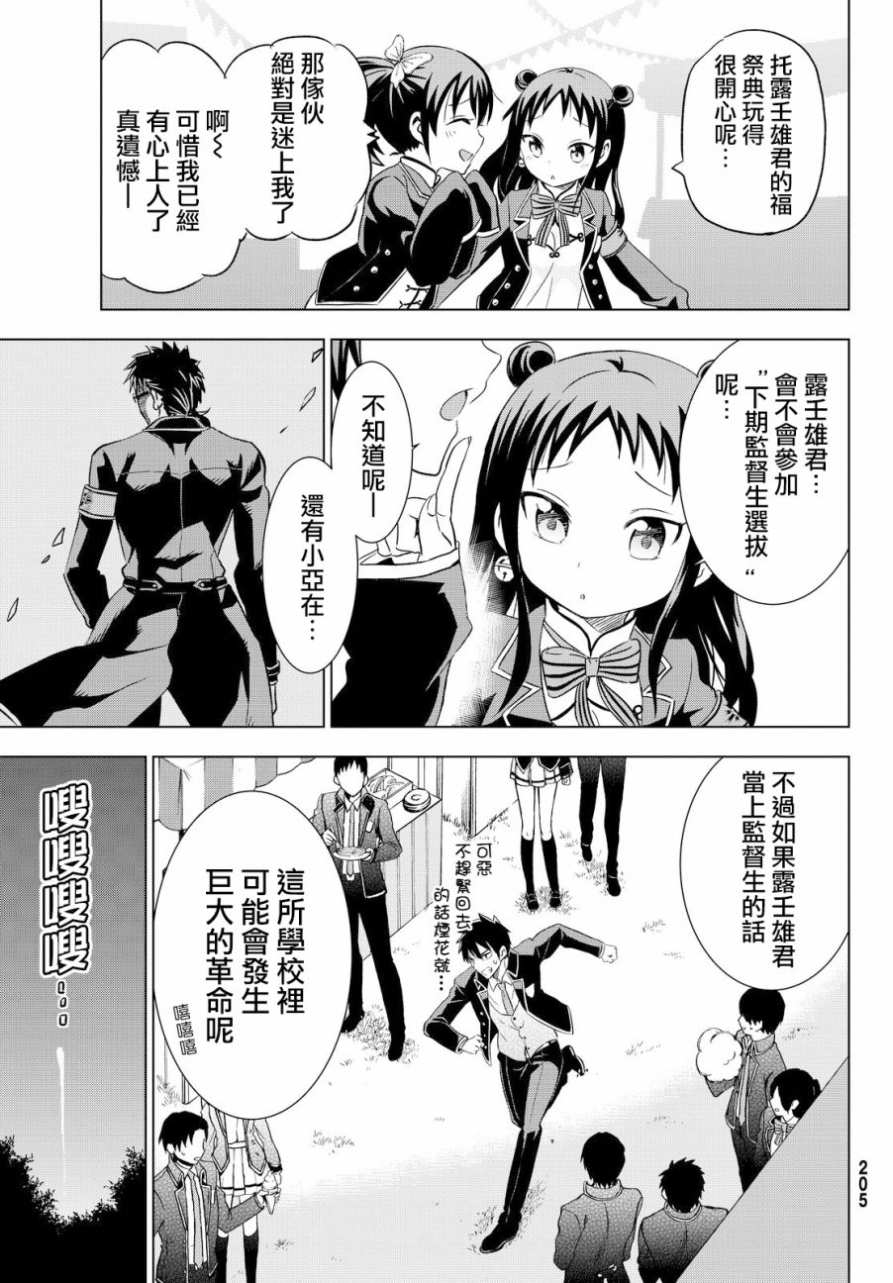 托露壬雄君的福
祭典玩得
很開心呢…
那傢伙
絕對是迷上我了
啊～
可惜我已經
有心上人了
真遺憾—
露壬雄君…
會不會參加
”下期監督生選拔“
呢…
不知道呢—
還有小亞在…
不過如果露壬雄君
當上監督生的話
可惡
不趕緊回去
的話煙花就…
這所學校裡
可能會發生
巨大的革命呢
嘻嘻嘻
嗖嗖嗖嗖…
205